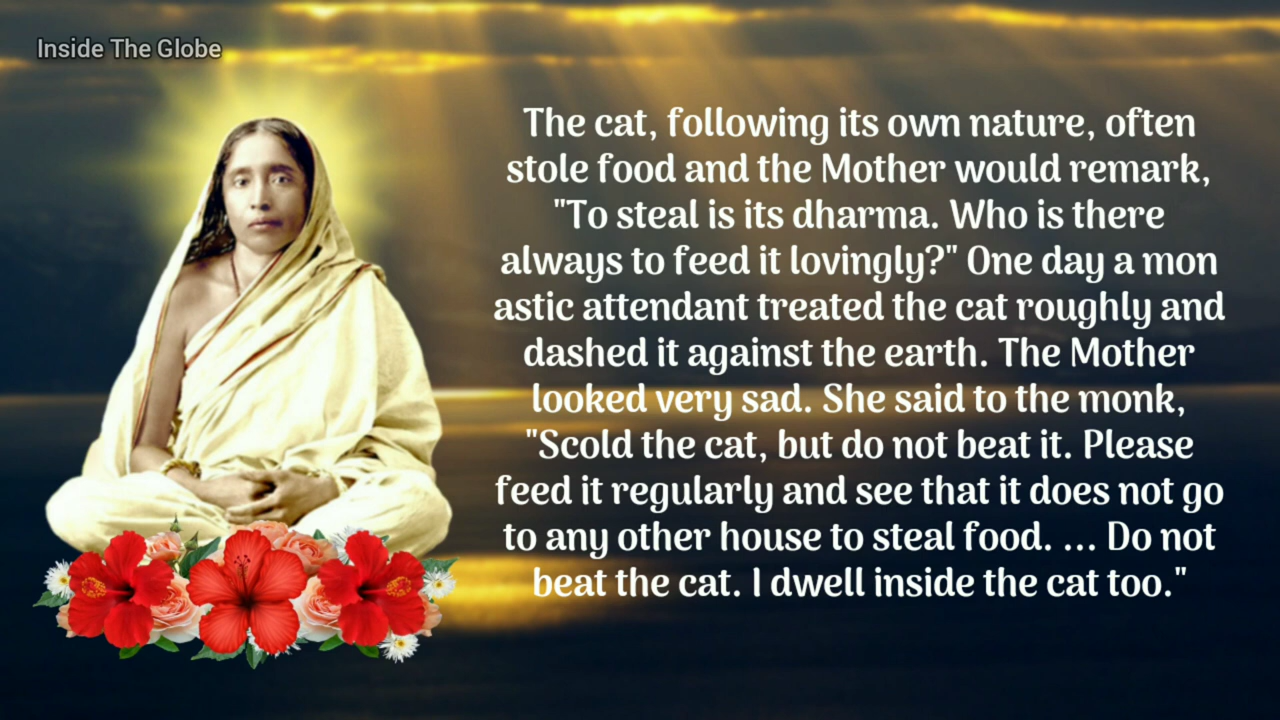 Inside The Globe
The cat, following its own nature, often
stole food and the Mother would remark,
"To steal is its dharma. Who is there
always to feed it lovingly?" One day a mon
astic attendant treated the cat roughly and
dashed it against the earth. The Mother
looked very sad. She said to the monk,
"Scold the cat, but do not beat it. Please
feed it regularly and see that it does not go
to any other house to steal food. ... Do not
beat the cat. I dwell inside the cat too."